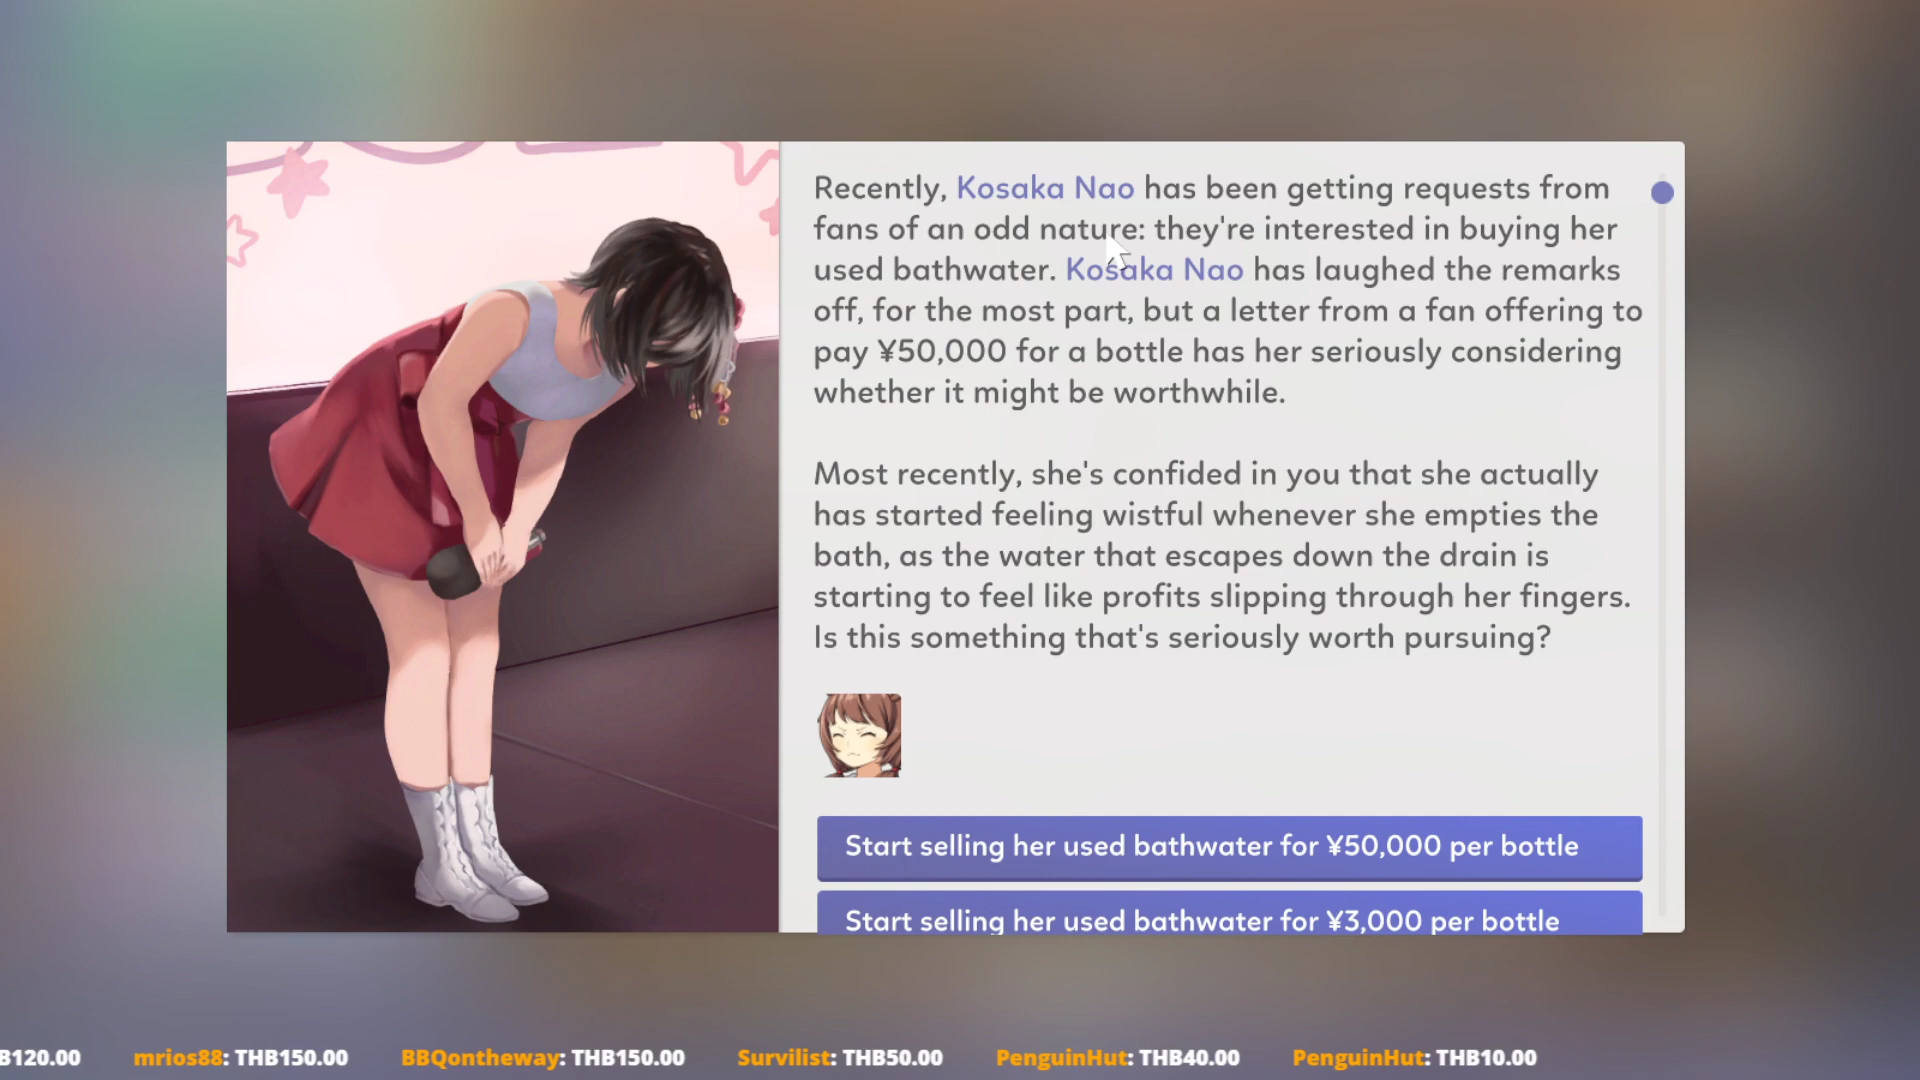 Recently, Kosaka Nao has been getting requests from
fans of an odd nature: they're interested in buying her
used bathwater. Kosaka Nao has laughed the remarks
off, for the most part, but a letter from a fan offering to
pay ¥50,000 for a bottle has her seriously considering
whether it might be worthwhile.
Most recently, she's confided in you that she actually
has started feeling wistful whenever she empties the
bath, as the water that escapes down the drain is
starting to feel like profits slipping through her fingers.
Is this something that's seriously worth pursuing?
Start selling her used bathwater for ¥50,000 per bottle
Start selling her used bathwater for ¥3,000 per bottle
B120.00 mrios88: THB150.00 BBQontheway: THB150.00 Survilist: THB50.00 PenguinHut: THB40.00 PenguinHut: THB10.00